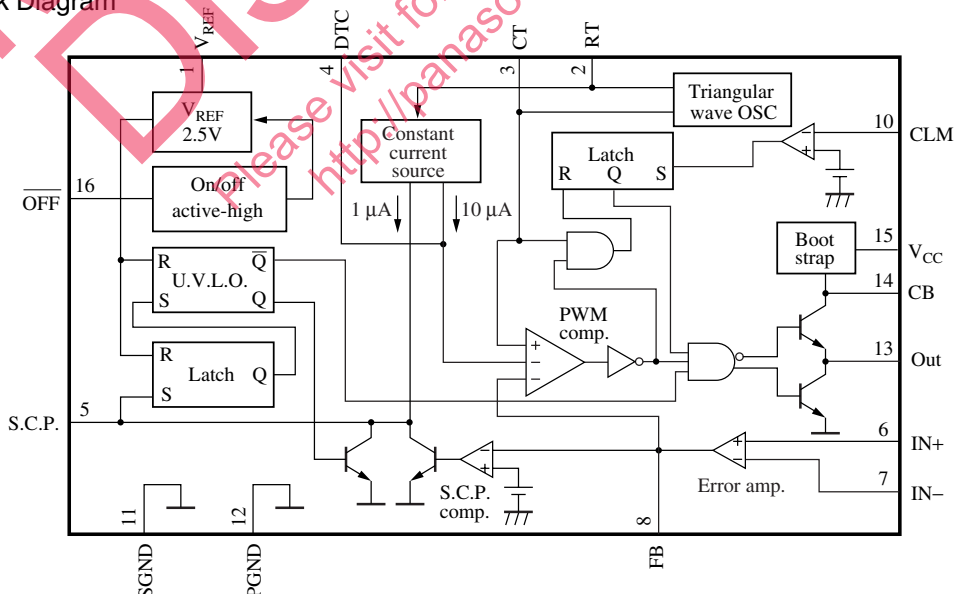 k Diagram
DIS
Please visit fo
http://panaso
VREF
DTC
CT
RT
1
4
3
2
VREF
2.5V
Constant
current
source
Triangular
wave OSC
10
CLM
Latch
R Q S
OFF
16
On/off
active-high
1 μA
10 μA
Boot
strap
15
VCC
14
CB
R Q
U.V.L.O.
S Q
PWM
comp.
+
−
−
13
Out
R
Latch Q
S
S.C.P.
5
6
IN+
7
IN−
+
−
Error amp.
−
+
S.C.P.
comp.
−
+
11
12
8
SGND
PGND
FB